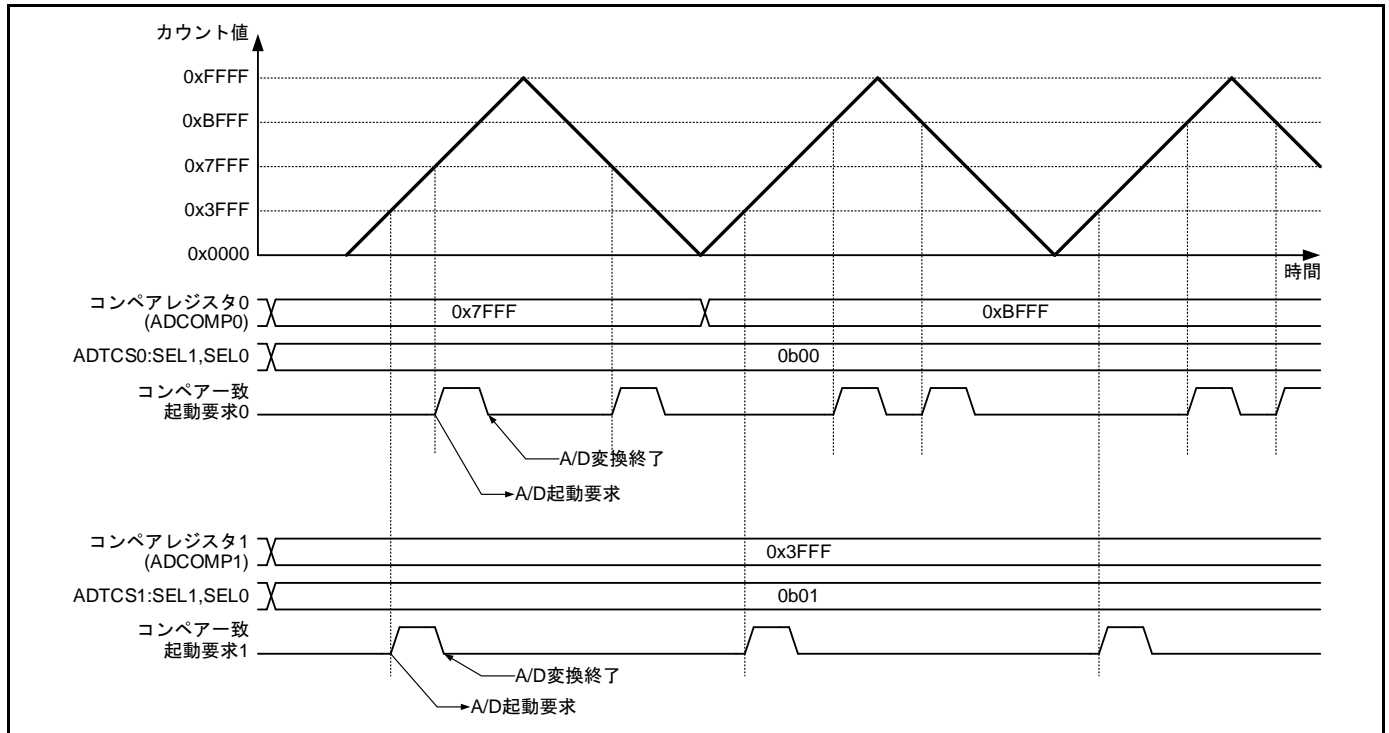 カウント値
0xFFFF
0xBFFF
0x7FFF
0x3FFF
0x0000
時間
コンペアレジスタ0
(ADCOMP0)
0x7FFF
0xBFFF
ADTCS0:SEL1,SEL0
0b00
コンペアー致
起動要求0
A/D変換終了
A/D起動要求
コンペアレジスタ1
(ADCOMP1)
0x3FFF
ADTCS1:SEL1,SEL0
0b01
コンペアー致
起動要求1
A/D変換終了
A/D起動要求